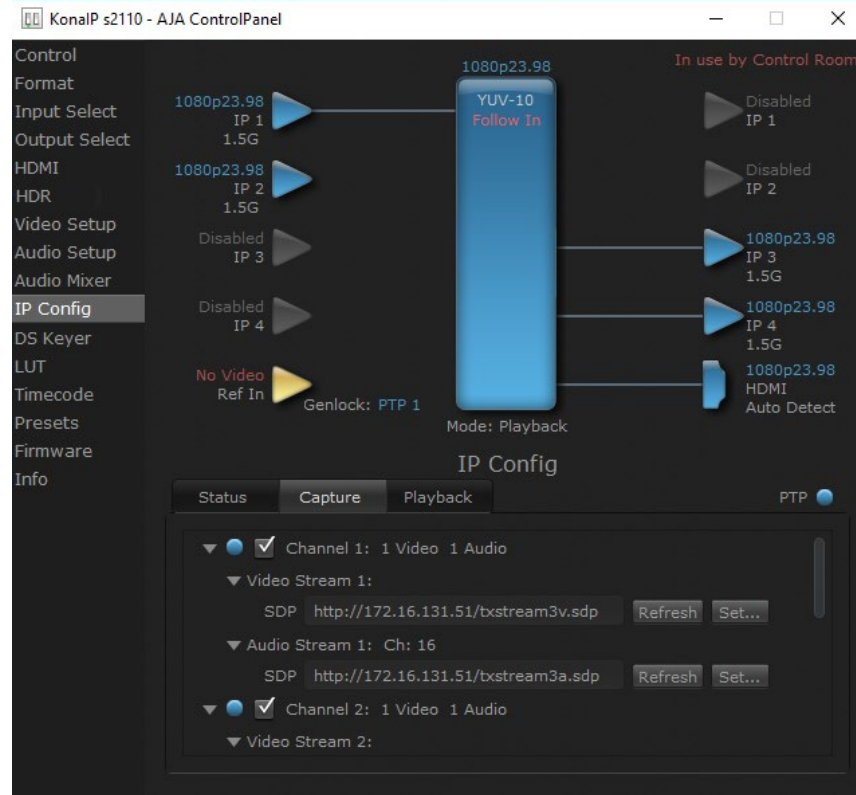 KonaIP s2110 - AJA ControlPanel
Control
Format
Input Select
Output Select
HDMI
HDR
Video Setup
Audio Setup
Audio Mixer
IP Config
DS Keyer
LUT
Timecode
Presets
Firmware
Info
1080p23.98
In use by Control Room
YUV-10
Follow In
1080p23.98
IP 1
1.5G
1080p23.98
IP 2
1.5G
Disabled
IP 3
Disabled
IP 4
No Video
Ref In
Genlock: PTP 1
Mode: Playback
Disabled
IP 1
Disabled
IP 2
1080p23.98
IP 3
1.5G
1080p23.98
IP 4
1.5G
1080p23.98
HDMI
Auto Detect
IP Config
Status Capture Playback PTP
Channel 1: 1 Video 1 Audio
Video Stream 1:
SDP http://172.16.131.51/txstream3v.sdp Refresh Set...
Audio Stream 1: Ch: 16
SDP http://172.16.131.51/txstream3a.sdp Refresh Set...
Channel 2: 1 Video 1 Audio
Video Stream 2: